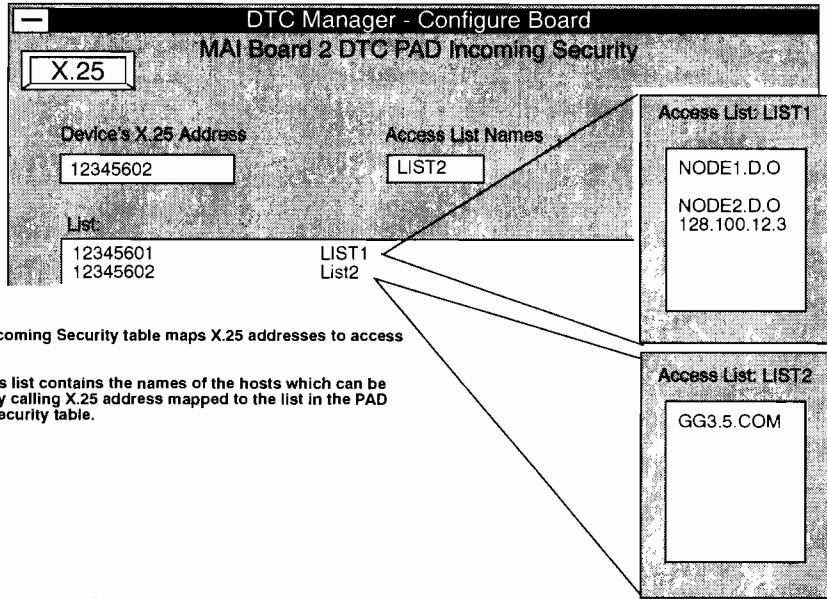 DTC Manager - Configure Board
MAI Board 2 DTC PAD Incoming Security
X.25
Device's X.25 Address
Access List Names
12345602
LIST2
List:
12345601 LIST1
12345602 List2
Access List: LIST1
NODE1.D.O
NODE2.D.O
128.100.12.3
coming Security table maps X.25 addresses to access
s list contains the names of the hosts which can be
y calling X.25 address mapped to the list in the PAD
ecurity table.
Access List: LIST2
GG3.5.COM